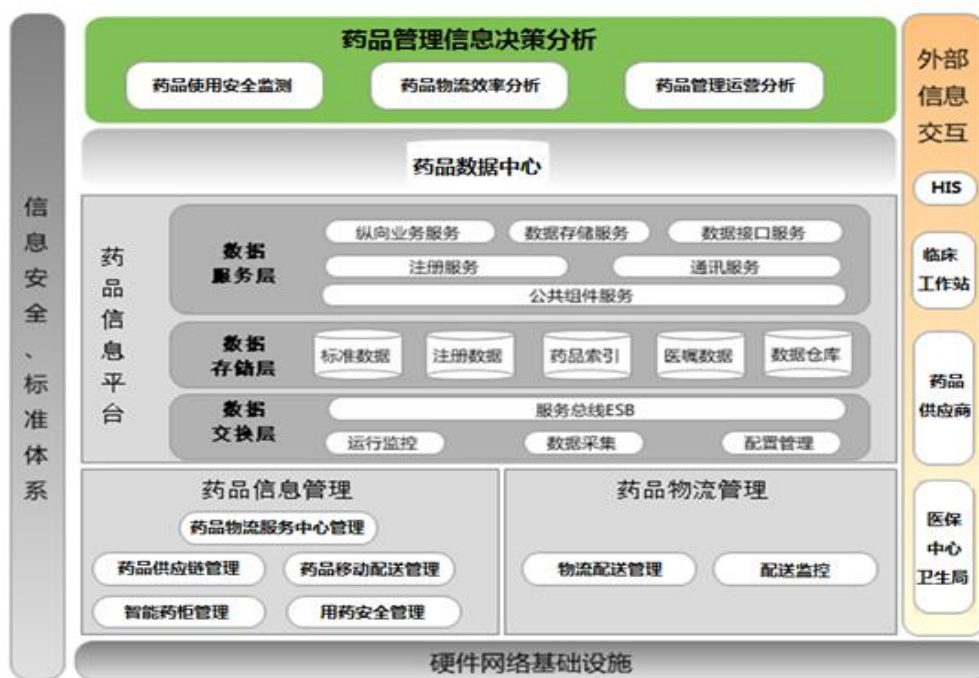 信息安全、标准体系
药品管理信息决策分析
药品使用安全监测
药品物流效率分析
药品管理运营分析
药品数据中心
药品信息平台
数据
服务层
纵向业务服务
数据存储服务
数据接口服务
注册服务
通讯服务
公共组件服务
数据
存储层
标准数据
注册数据
药品索引
医嘱数据
数据仓库
数据
交换层
服务总线ESB
运行监控
数据采集
配置管理
药品信息管理
药品物流服务中心管理
药品供应链管理
药品移动配送管理
智能药柜管理
用药安全管理
药品物流管理
物流配送管理
配送监控
外部
信息
交互
HIS
临床
工作站
药品
供应商
医保
中心
卫生局
硬件网络基础设施